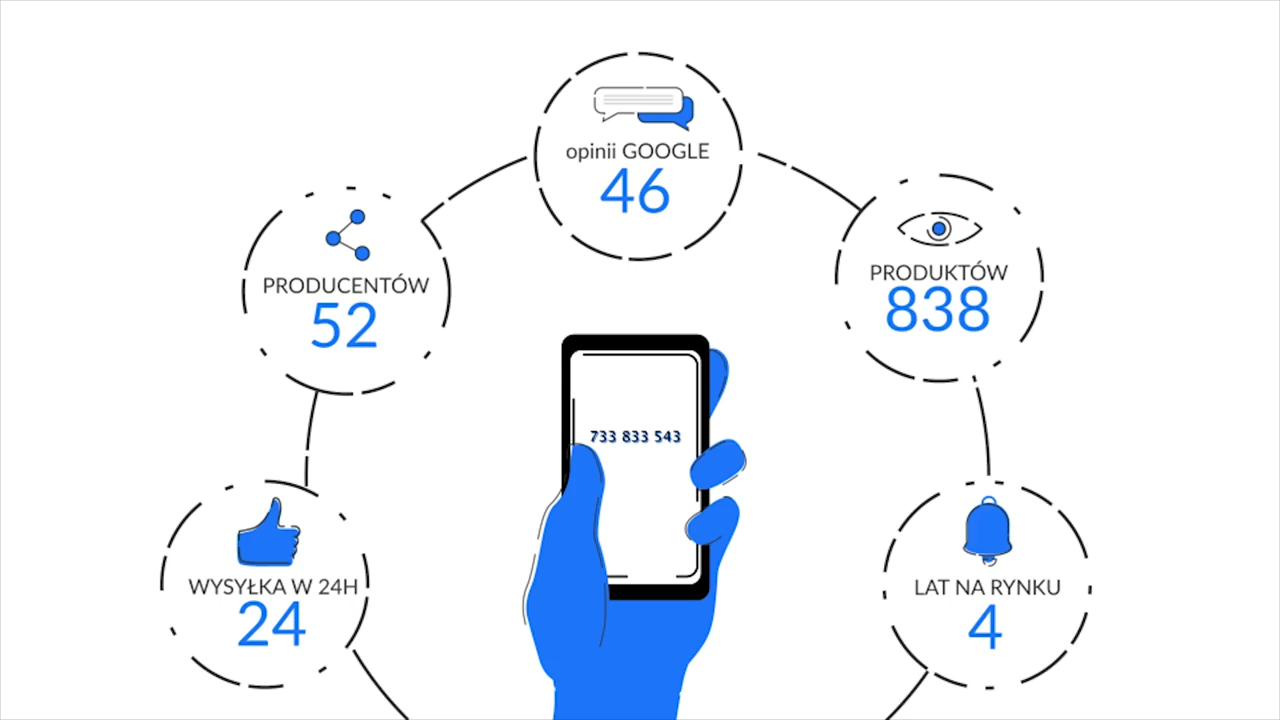 opinii GOOGLE
46
PRODUCENTÓW
52
PRODUKTÓW
838
733 833 543
WYSYŁKA W 24H
24
LAT NA RYNKU
4